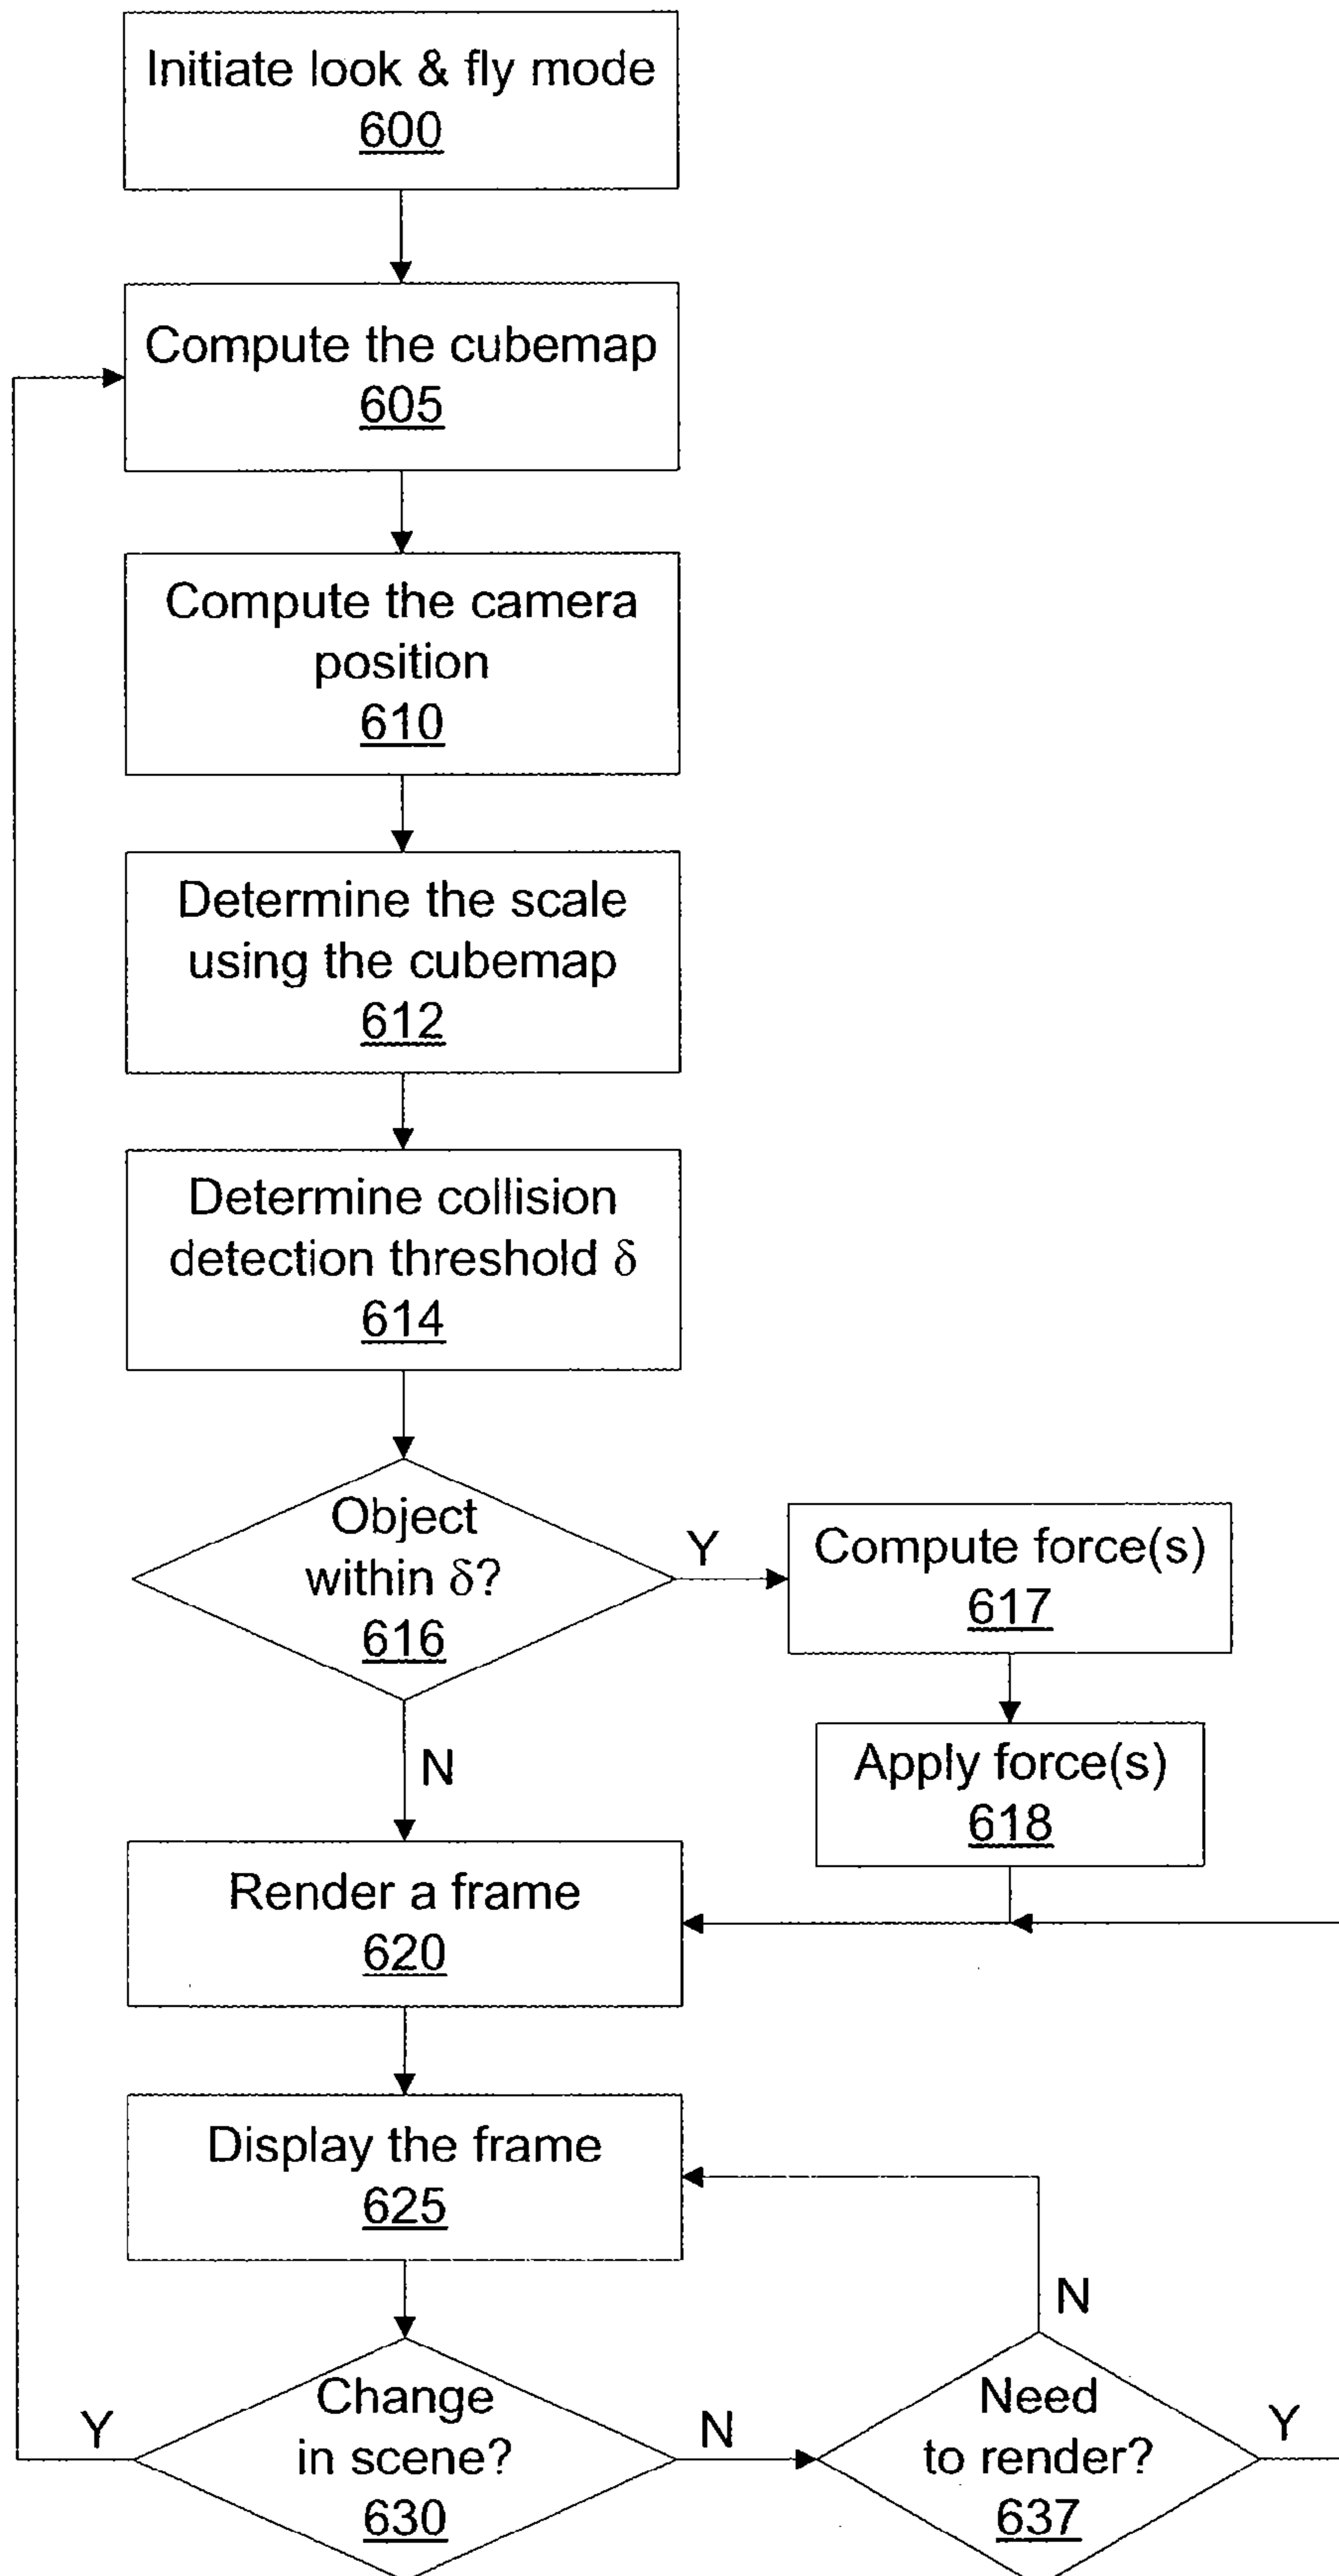 Initiate look & fly mode
600
Compute the cubemap
605
Compute the camera
position
610
Determine the scale
using the cubemap
612
Determine collision
detection threshold δ
614
Object
within δ?
616
Y
Compute force(s)
617
N
Apply force(s)
618
Render a frame
620
Display the frame
625
N
Y
Change
in scene?
630
N
Need
to render?
637
Y